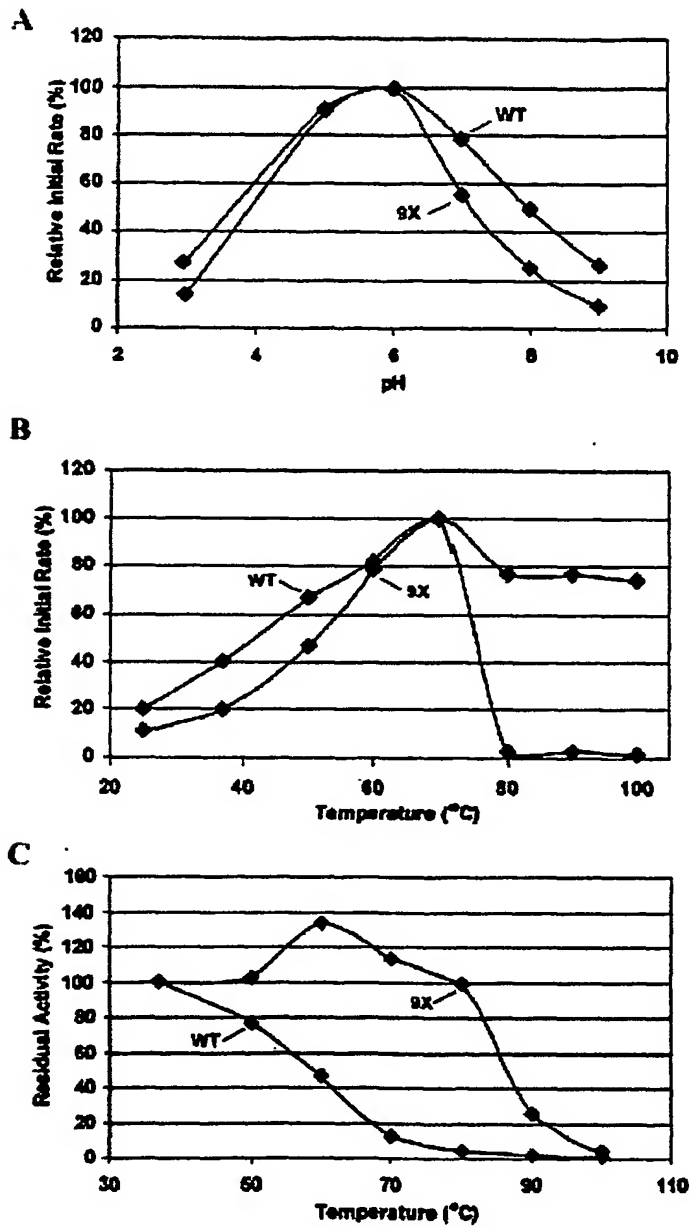 A
120
100
80
60
40
20
0
Relative Initial Rate (%)
WT
9X
2 4 6 8 10
pH
B
120
100
80
60
40
20
0
Relative Initial Rate (%)
WT
9X
20 40 60 80 100
Temperature (°C)
C
160
140
120
100
80
60
40
20
0
Residual Activity (%)
9X
WT
30 50 70 90 110
Temperature (°C)